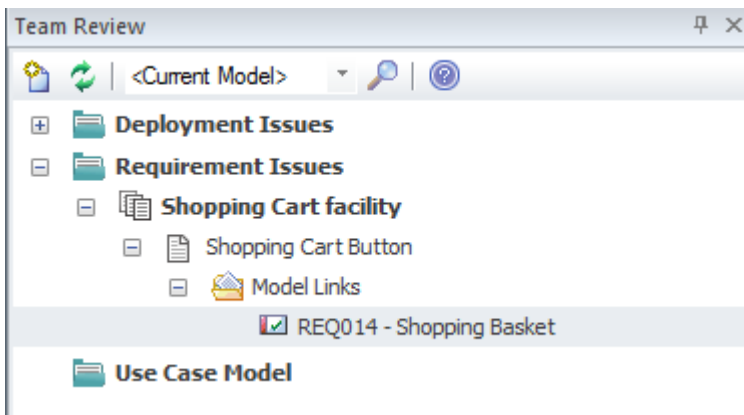 Team Review
<Current Model>
Deployment Issues
Requirement Issues
Shopping Cart facility
Shopping Cart Button
Model Links
REQ014 - Shopping Basket
Use Case Model